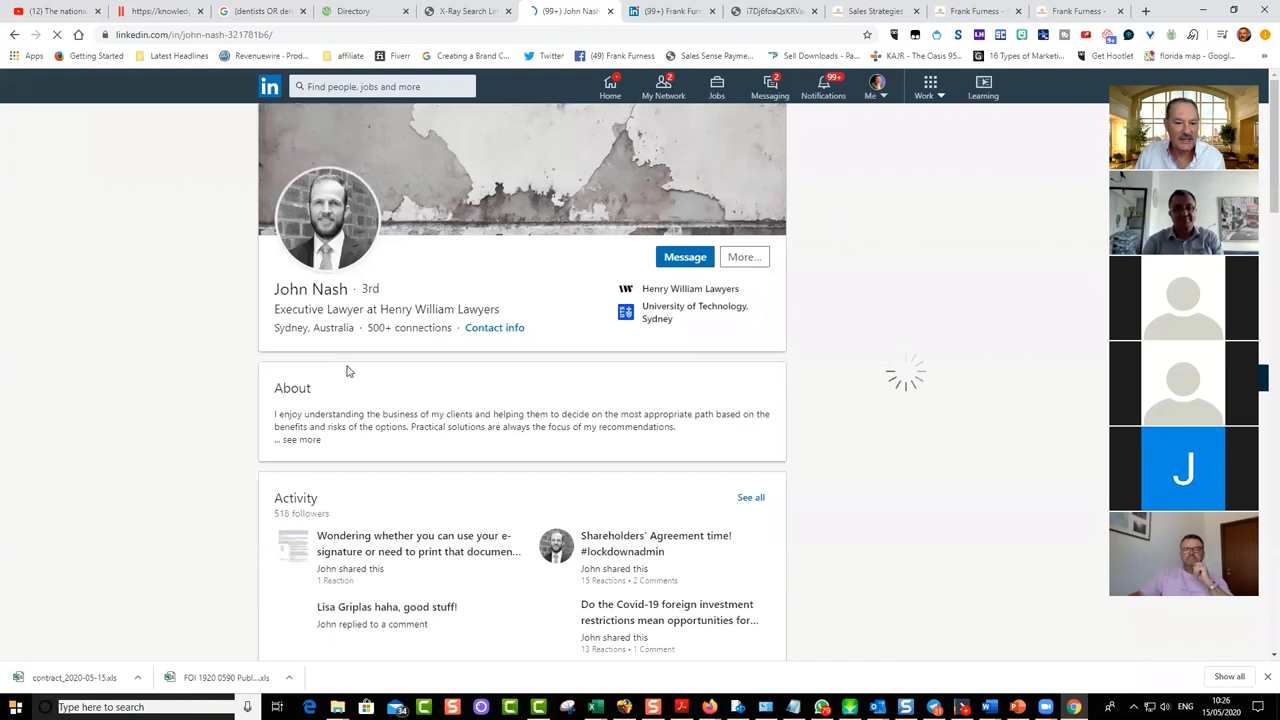 (12) The nationa
https://knowledg
(dentists OR den
Directory
X-Ray Search Lin
(99+) John Nash
(99+) Frank Furn
i7Dj6foaQsKRVa
Sales Strategies
Frank Furness -
Frank Furness -
linkedin.com/in/john-nash-321781b6/
Apps
Getting Started
Latest Headlines
Revenuewire - Produ...
affiliate
Fiverr
Creating a Brand C...
Twitter
(49) Frank Furness
Sales Sense Payme...
Sell Downloads - Pa...
KAJR - The Oasis 95...
16 Types of Marketi...
Get Hootlet
florida map - Googl...
in
Find people, jobs and more
Home
2
My Network
Jobs
2
Messaging
99+
Notifications
Me
Work
Learning
Message
More...
John Nash · 3rd
Executive Lawyer at Henry William Lawyers
Sydney, Australia · 500+ connections · Contact info
Henry William Lawyers
University of Technology,
Sydney
About
I enjoy understanding the business of my clients and helping them to decide on the most appropriate path based on the
benefits and risks of the options. Practical solutions are always the focus of my recommendations.
... see more
Activity
See all
518 followers
Wondering whether you can use your e-
signature or need to print that documen...
John shared this
1 Reaction
Lisa Griplas haha, good stuff!
John replied to a comment
Shareholders' Agreement time!
#lockdownadmin
John shared this
15 Reactions • 2 Comments
Do the Covid-19 foreign investment
restrictions mean opportunities for...
John shared this
13 Reactions • 1 Comment
J
contract_2020-05-15.xls
FOI 1920 0590 Publ....xls
Show all
Type here to search
ENG
10:26
15/05/2020